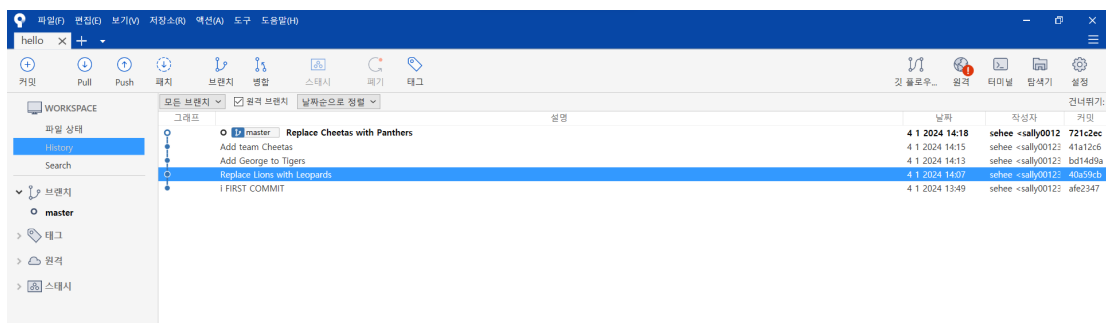 파일(F) 편집(E) 보기(V) 저장소(R) 액션(A) 도구 도움말(H)
hello
커밋 Pull Push 패치 브랜치 병합 스태시 폐기 태그 깃 플로우... 원격 터미널 탐색기 설정
WORKSPACE
파일 상태
History
Search
브랜치
master
태그
원격
스태시
모든 브랜치 원격 브랜치 날짜순으로 정렬 건너뛰기:
그래프 설명 날짜 작성자 커밋
master Replace Cheetas with Panthers 4 1 2024 14:18 sehee <sally0012 721c2ec
Add team Cheetas 4 1 2024 14:15 sehee <sally00123 41a12c6
Add George to Tigers 4 1 2024 14:13 sehee <sally00123 bd14d9a
Replace Lions with Leopards 4 1 2024 14:07 sehee <sally00123 40a59cb
i FIRST COMMIT 4 1 2024 13:49 sehee <sally00123 afe2347